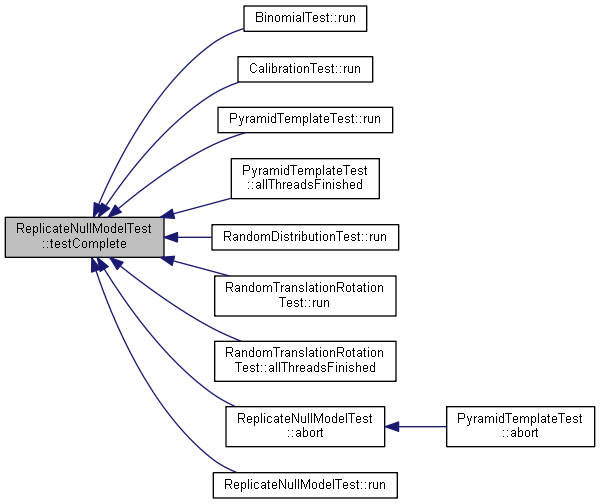 BinomialTest::run
CalibrationTest::run
PyramidTemplateTest::run
PyramidTemplateTest
::allThreadsFinished
ReplicateNullModelTest
::testComplete
RandomDistributionTest::run
RandomTranslationRotation
Test::run
RandomTranslationRotation
Test::allThreadsFinished
ReplicateNullModelTest
::abort
PyramidTemplateTest
::abort
ReplicateNullModelTest::run